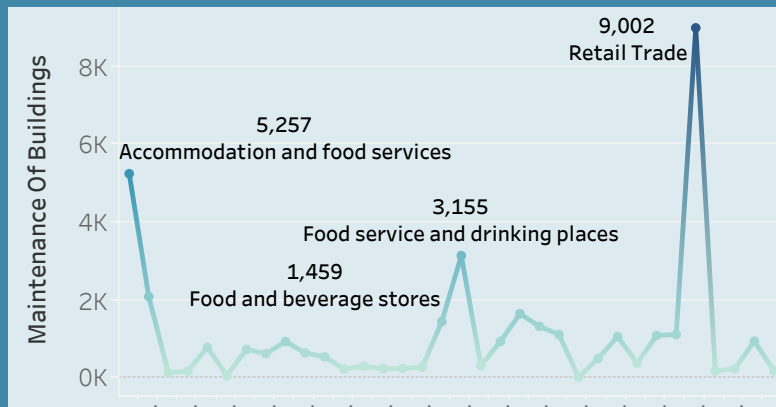 9,002
Retail Trade
8K
5,257
Accommodation and food services
6K
3,155
Food service and drinking places
4K
1,459
Food and beverage stores
2K
0K
Maintenance Of Buildings